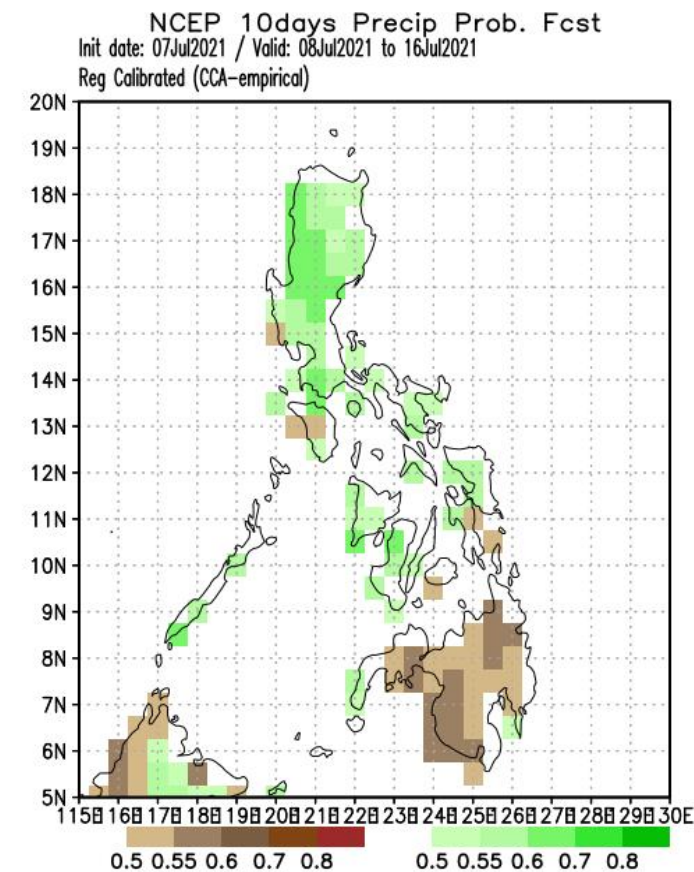 NCEP 10days Precip Prob. Fcst
Init date: 07Jul2021 / Valid: 08Jul2021 to 16Jul2021
Reg Calibrated (CCA-empirical)
20N
19N
18N
17N
16N
15N
14N
13N
12N
11N
10N
9N
8N
7N
6N
5N
115E 116E 117E 118E 119E 120E 121E 122E 123E 124E 125E 126E 127E 128E 129E 130E
0.5 0.55 0.6 0.7 0.8 0.5 0.55 0.6 0.7 0.8